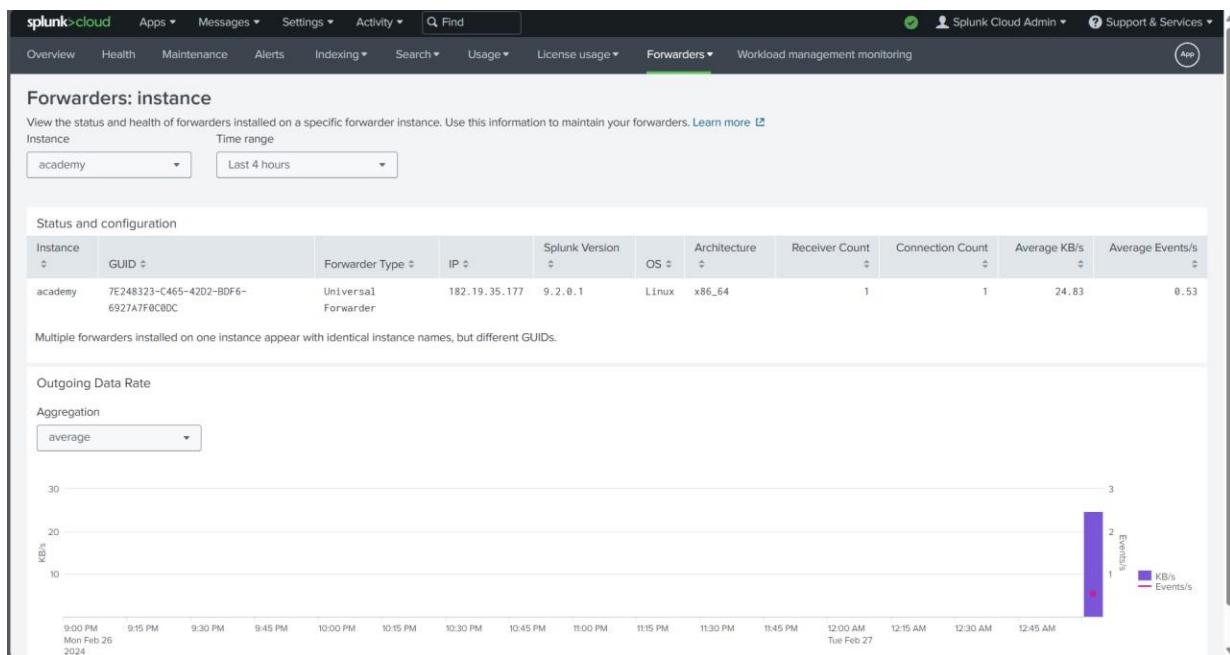 splunk>cloud Apps Messages Settings Activity Find Splunk Cloud Admin Support & Services
Overview Health Maintenance Alerts Indexing Search Usage License usage Forwarders Workload management monitoring App
Forwarders: instance
View the status and health of forwarders installed on a specific forwarder instance. Use this information to maintain your forwarders. Learn more
Instance Time range
academy Last 4 hours
Status and configuration
Instance GUID Forwarder Type IP Splunk Version OS Architecture Receiver Count Connection Count Average KB/s Average Events/s
academy 7E248323-C465-42D2-BDF6- Universal 182.19.35.177 9.2.0.1 Linux x86_64 1 1 24.83 0.53
6927A7F0C0DC Forwarder
Multiple forwarders installed on one instance appear with identical instance names, but different GUIDs.
Outgoing Data Rate
Aggregation
average
30 3
20 2
10 1
KB/s
Events/s
KB/s
Events/s
9:00 PM 9:15 PM 9:30 PM 9:45 PM 10:00 PM 10:15 PM 10:30 PM 10:45 PM 11:00 PM 11:15 PM 11:30 PM 11:45 PM 12:00 AM 12:15 AM 12:30 AM 12:45 AM
Mon Feb 26 Tue Feb 27
2024